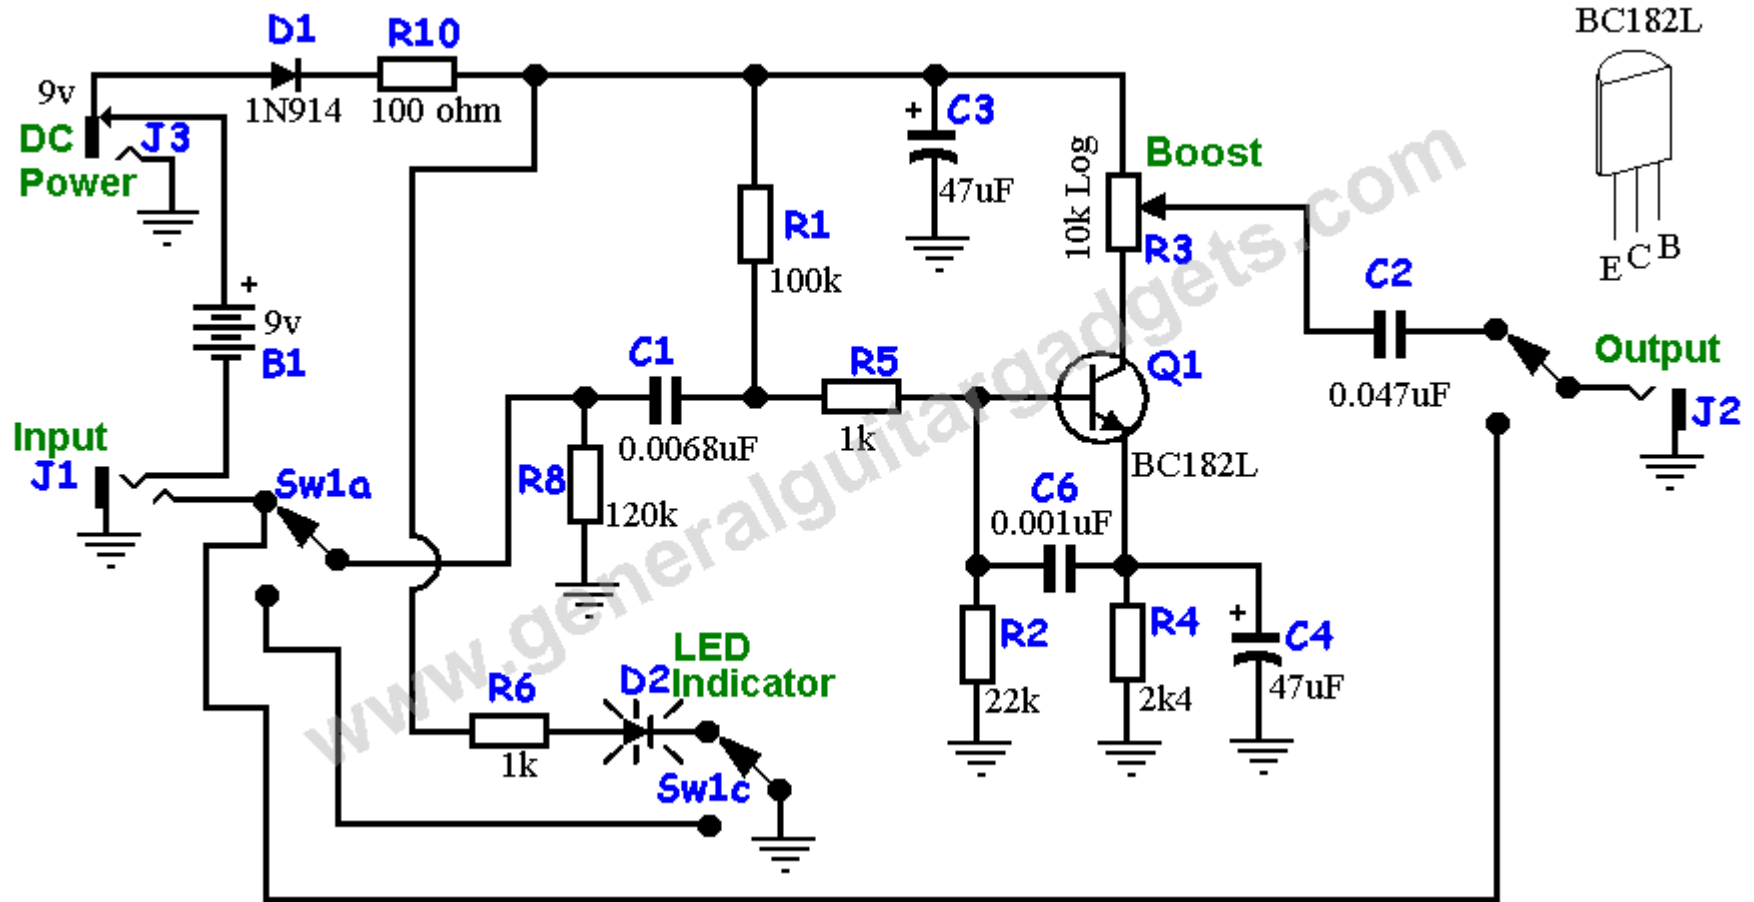 BC182L
D1
R10
9v
1N914
100 ohm
C3
DC
Power
J3
Boost
10k Log
47uF
R1
R3
E C B
100k
C2
9v
B1
C1
R5
Q1
Output
0.047uF
J2
Input
J1
0.0068uF
1k
BC182L
Sw1a
R8
120k
C6
0.001uF
R2
R4
C4
LED
Indicator
D2
R6
22k
2k4
47uF
1k
Sw1c
www.generalguitargadgets.com